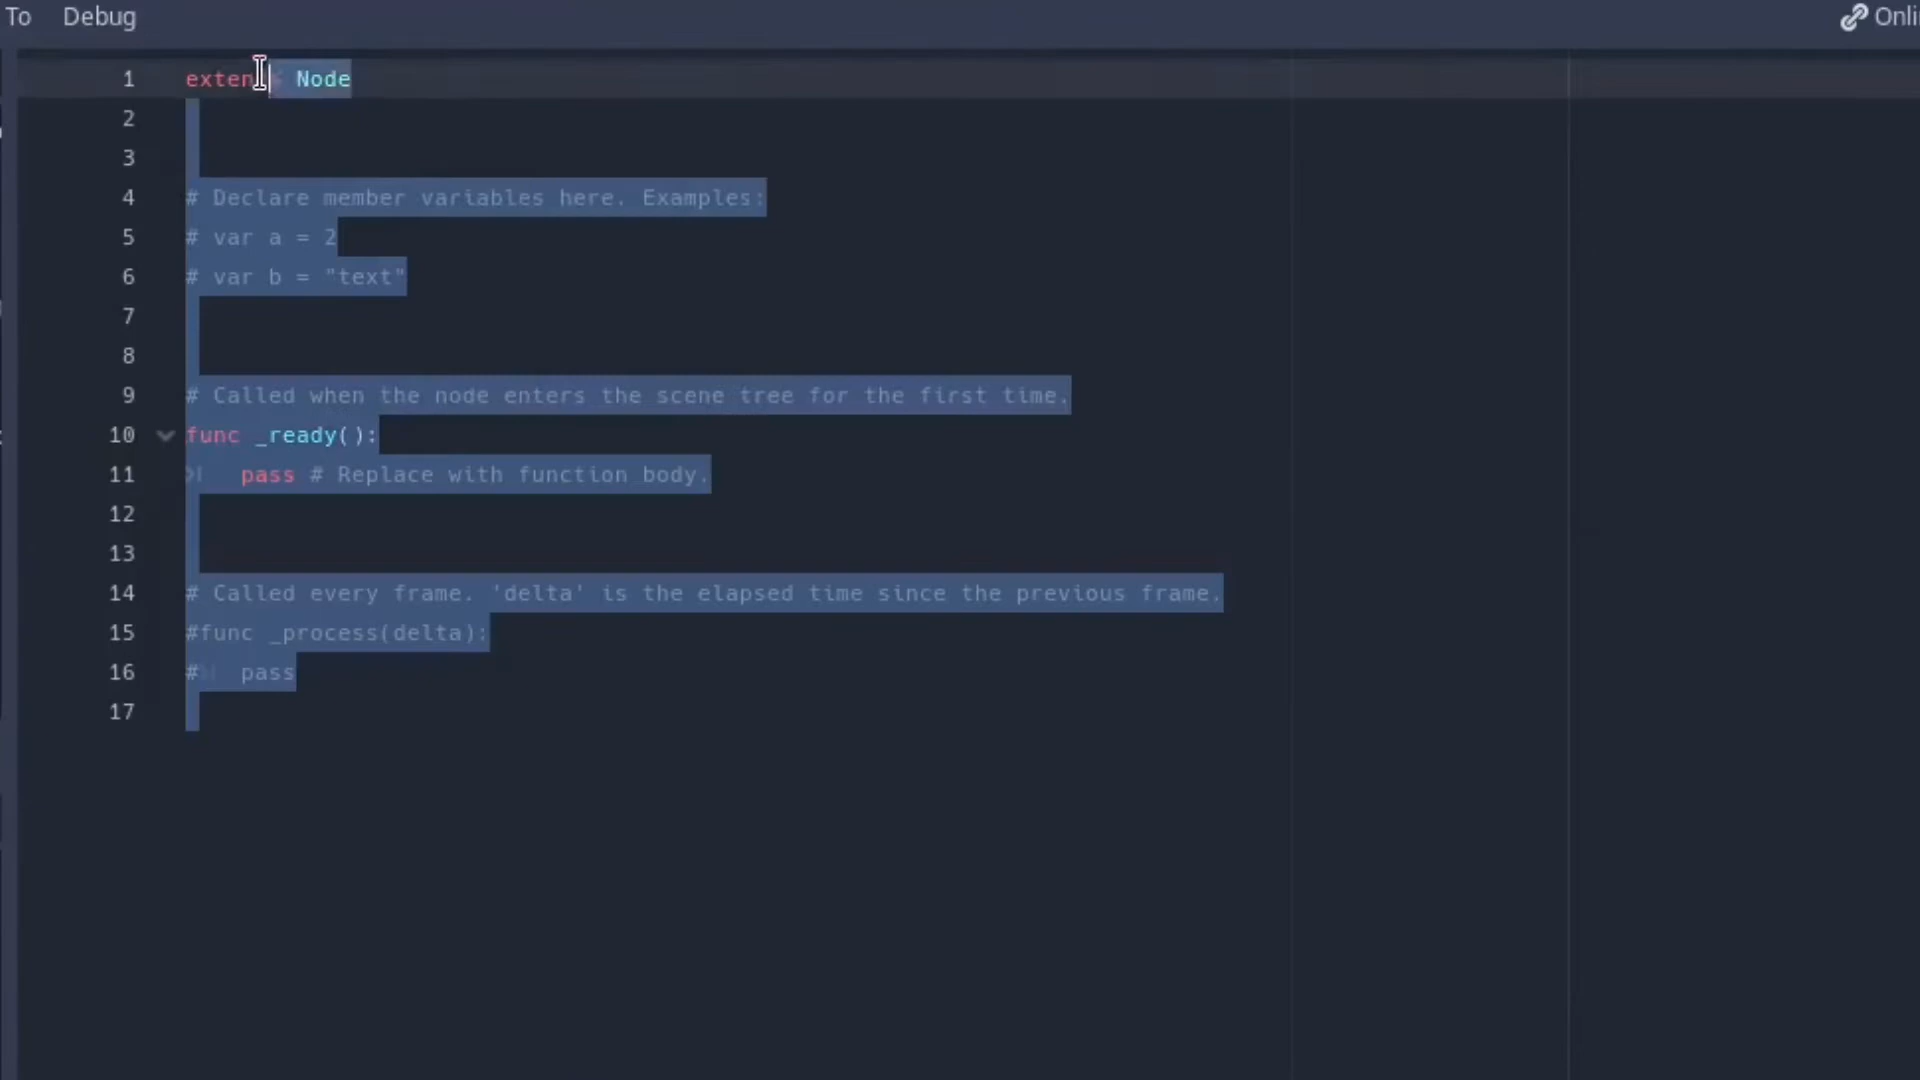 To Debug
Onli
1 extends Node
2
3
4 # Declare member variables here. Examples:
5 # var a = 2
6 # var b = "text"
7
8
9 # Called when the node enters the scene tree for the first time.
10 func _ready():
11 pass # Replace with function body.
12
13
14 # Called every frame. 'delta' is the elapsed time since the previous frame.
15 #func _process(delta):
16 # pass
17